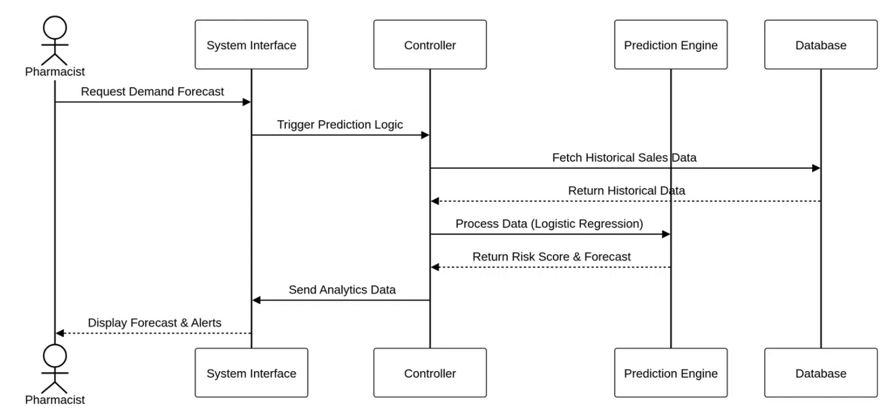 Pharmacist
System Interface
Controller
Prediction Engine
Database
Request Demand Forecast
Trigger Prediction Logic
Fetch Historical Sales Data
Return Historical Data
Process Data (Logistic Regression)
Return Risk Score & Forecast
Send Analytics Data
Display Forecast & Alerts
Pharmacist
System Interface
Controller
Prediction Engine
Database